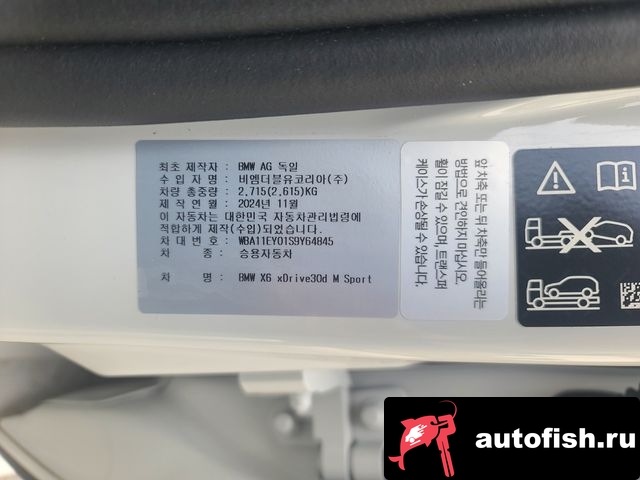 최초 제작자 : BMW AG 독일
수 입 자 명 : 비엠더블유코리아(주)
차량 총중량 : 2,715(2,615)KG
제 작 연 월 : 2024년 11월
이 자동차는 대한민국 자동차관리법령에
적합하게 제작(수입)되었습니다.
차대 번호 : WBA11EY01S9Y64845
차 종 : 승용자동차
차 명 : BMW X6 xDrive30d M Sport
앞 차축 또는 뒤 차축만 들어올리는
방법으로 견인하지 마십시오.
휠이 잠길 수 있으며, 트랜스퍼
케이스가 손상될 수 있습니다.
autofish.ru